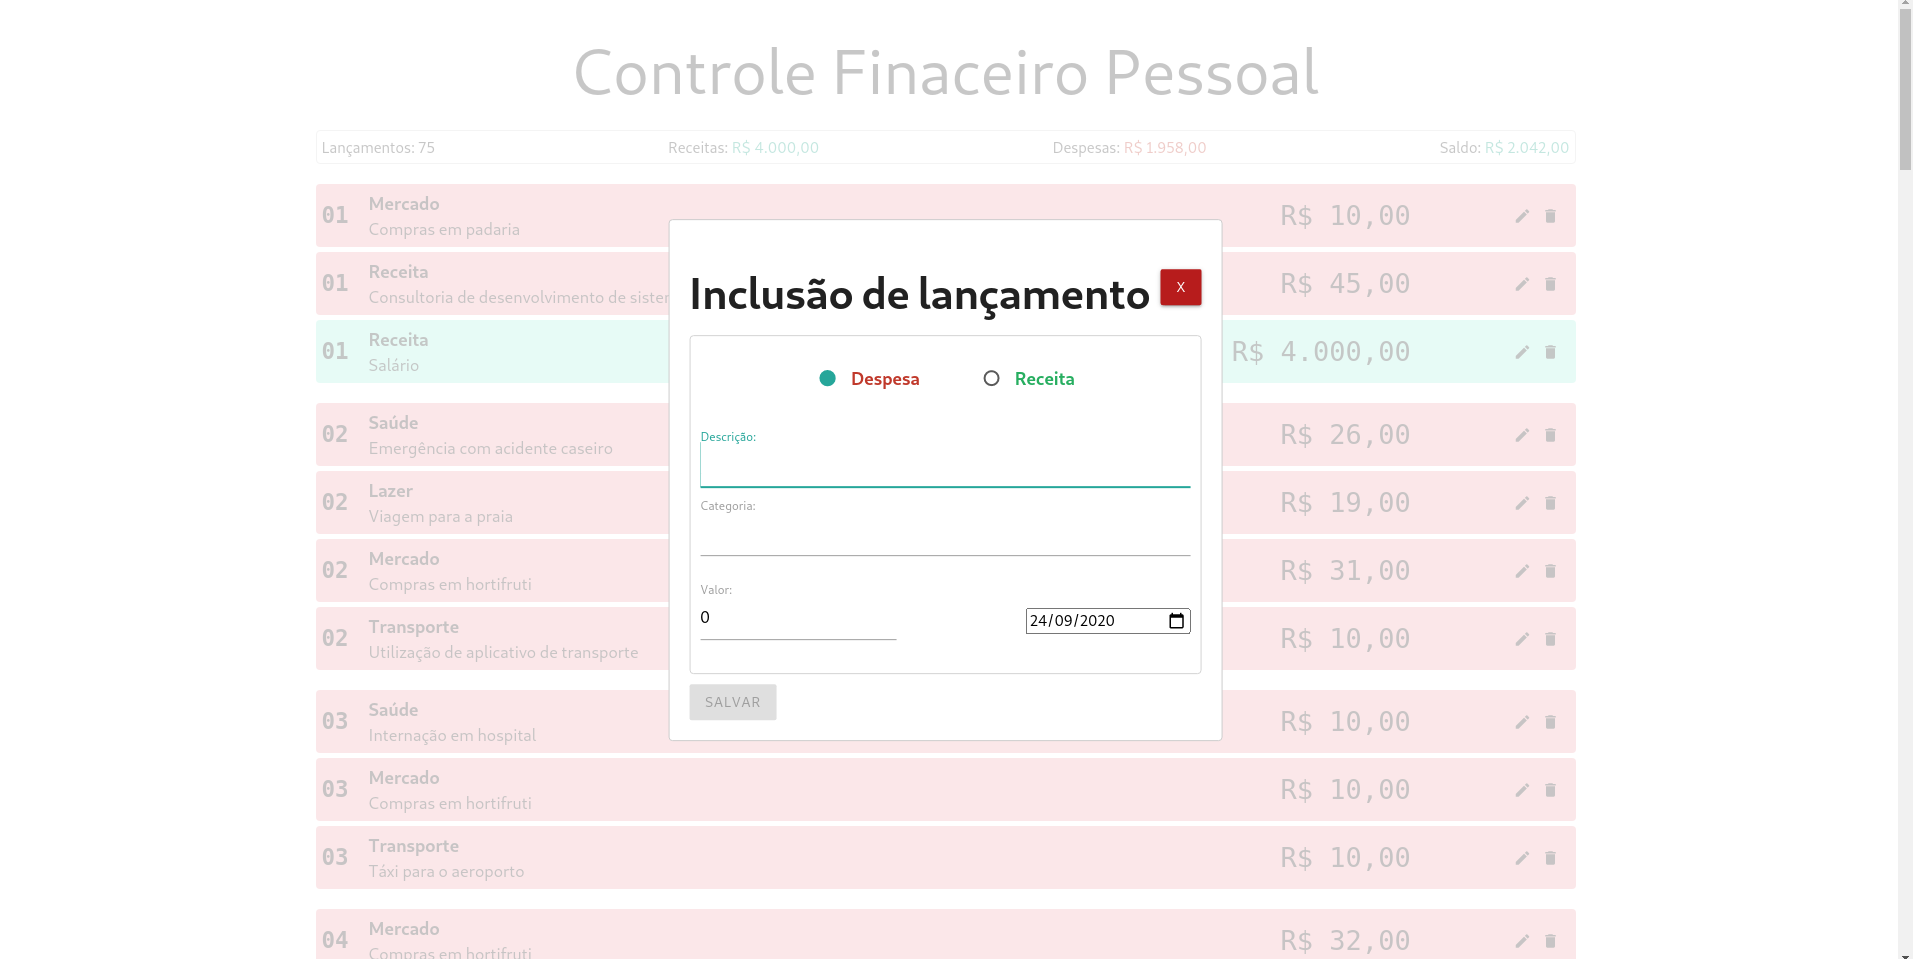 Controle Finaceiro Pessoal
Lançamentos: 75 Receitas: R$ 4.000,00 Despesas: R$ 1.958,00 Saldo: R$ 2.042,00
01 Mercado R$ 10,00
Compras em padaria
01 Receita R$ 45,00
Consultoria de desenvolvimento de
01 Receita R$ 4.000,00
Salário
02 Saúde R$ 26,00
Emergência com acidente caseiro
02 Lazer R$ 19,00
Viagem para a praia
02 Mercado R$ 31,00
Compras em hortifruti
02 Transporte R$ 10,00
Utilização de aplicativo de transporte
03 Saúde R$ 10,00
Internação em hospital
03 Mercado R$ 10,00
Compras em hortifruti
03 Transporte R$ 10,00
Táxi para o aeroporto
04 Mercado R$ 32,00
Compras em hortifruti
Inclusão de lançamento X
Despesa Receita
Descrição:
Categoria:
Valor:
0 24/09/2020
SALVAR